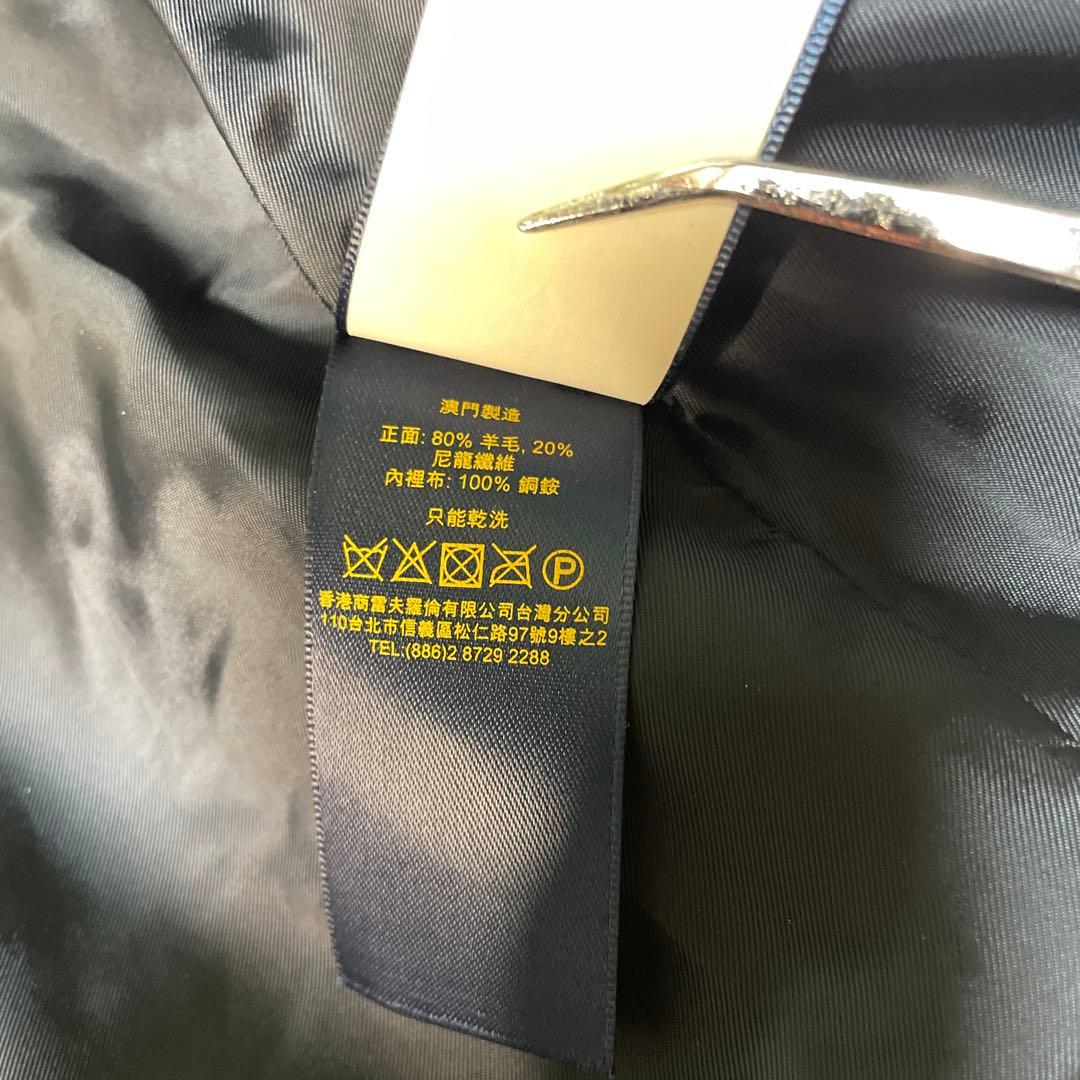 澳門製造
正面: 80% 羊毛, 20%
尼龍纖維
內裡布: 100% 銅銨
只能乾洗
P
香港商雷夫羅倫有限公司台灣分公司
110台北市信義區松仁路97號9樓之2
TEL:(886)2 8729 2288